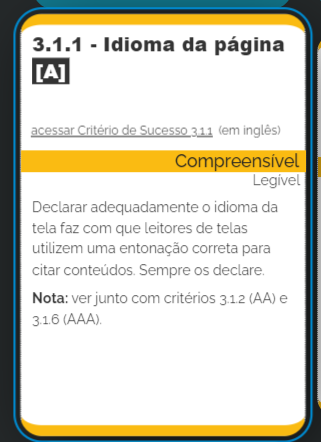 3.1.1 - Idioma da página
[A]
acessar Critério de Sucesso 3.1.1 (em inglês)
Compreensível
Legível
Declarar adequadamente o idioma da
tela faz com que leitores de telas
utilizem uma entonação correta para
citar conteúdos. Sempre os declare.
Nota: ver junto com critérios 3.1.2 (AA) e
3.1.6 (AAA).